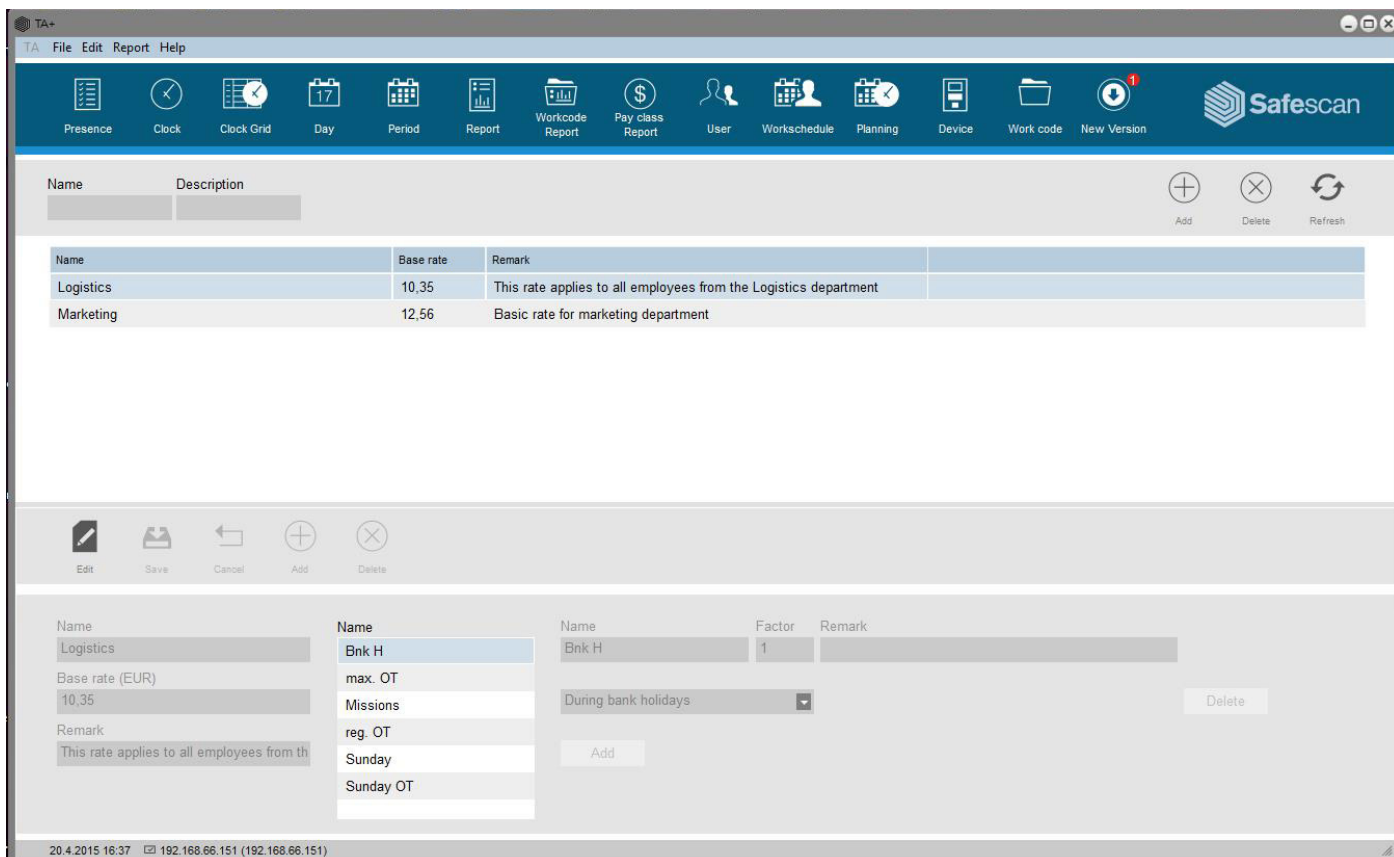 TA+
TA File Edit Report Help
17
1
Presence Clock Clock Grid Day Period Report Workcode Report Pay class Report User Workschedule Planning Device Work code New Version
Safescan
Name Description
Add Delete Refresh
Name Base rate Remark
Logistics 10,35 This rate applies to all employees from the Logistics department
Marketing 12,56 Basic rate for marketing department
Edit Save Cancel Add Delete
Name Name Name Factor Remark
Logistics Bnk H Bnk H 1
Base rate (EUR) max. OT
10,35 Missions During bank holidays Delete
Remark reg. OT
This rate applies to all employees from th Sunday Add
Sunday OT
20.4.2015 16:37 192.168.66.151 (192.168.66.151)